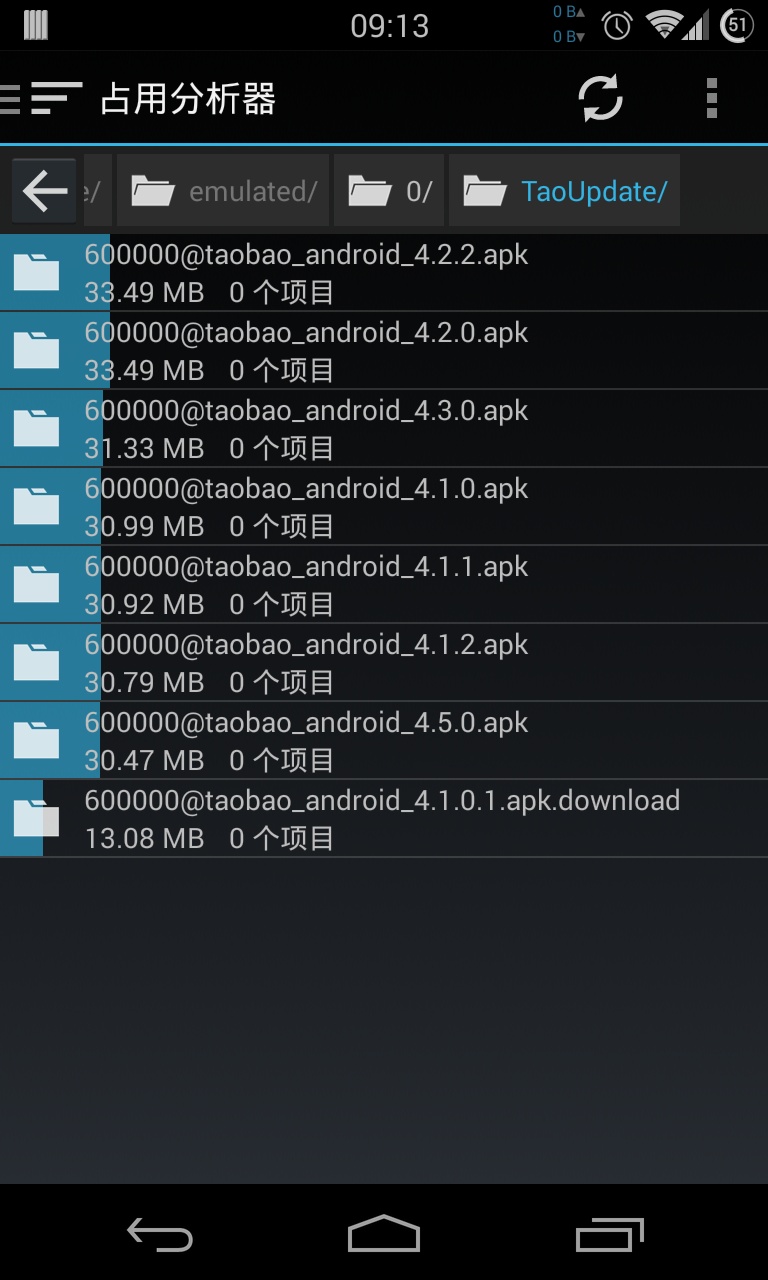 09:13
0 B▲
0 B▼
51
占用分析器
e/
emulated/
0/
TaoUpdate/
600000@taobao_android_4.2.2.apk
33.49 MB 0 个项目
600000@taobao_android_4.2.0.apk
33.49 MB 0 个项目
600000@taobao_android_4.3.0.apk
31.33 MB 0 个项目
600000@taobao_android_4.1.0.apk
30.99 MB 0 个项目
600000@taobao_android_4.1.1.apk
30.92 MB 0 个项目
600000@taobao_android_4.1.2.apk
30.79 MB 0 个项目
600000@taobao_android_4.5.0.apk
30.47 MB 0 个项目
600000@taobao_android_4.1.0.1.apk.download
13.08 MB 0 个项目